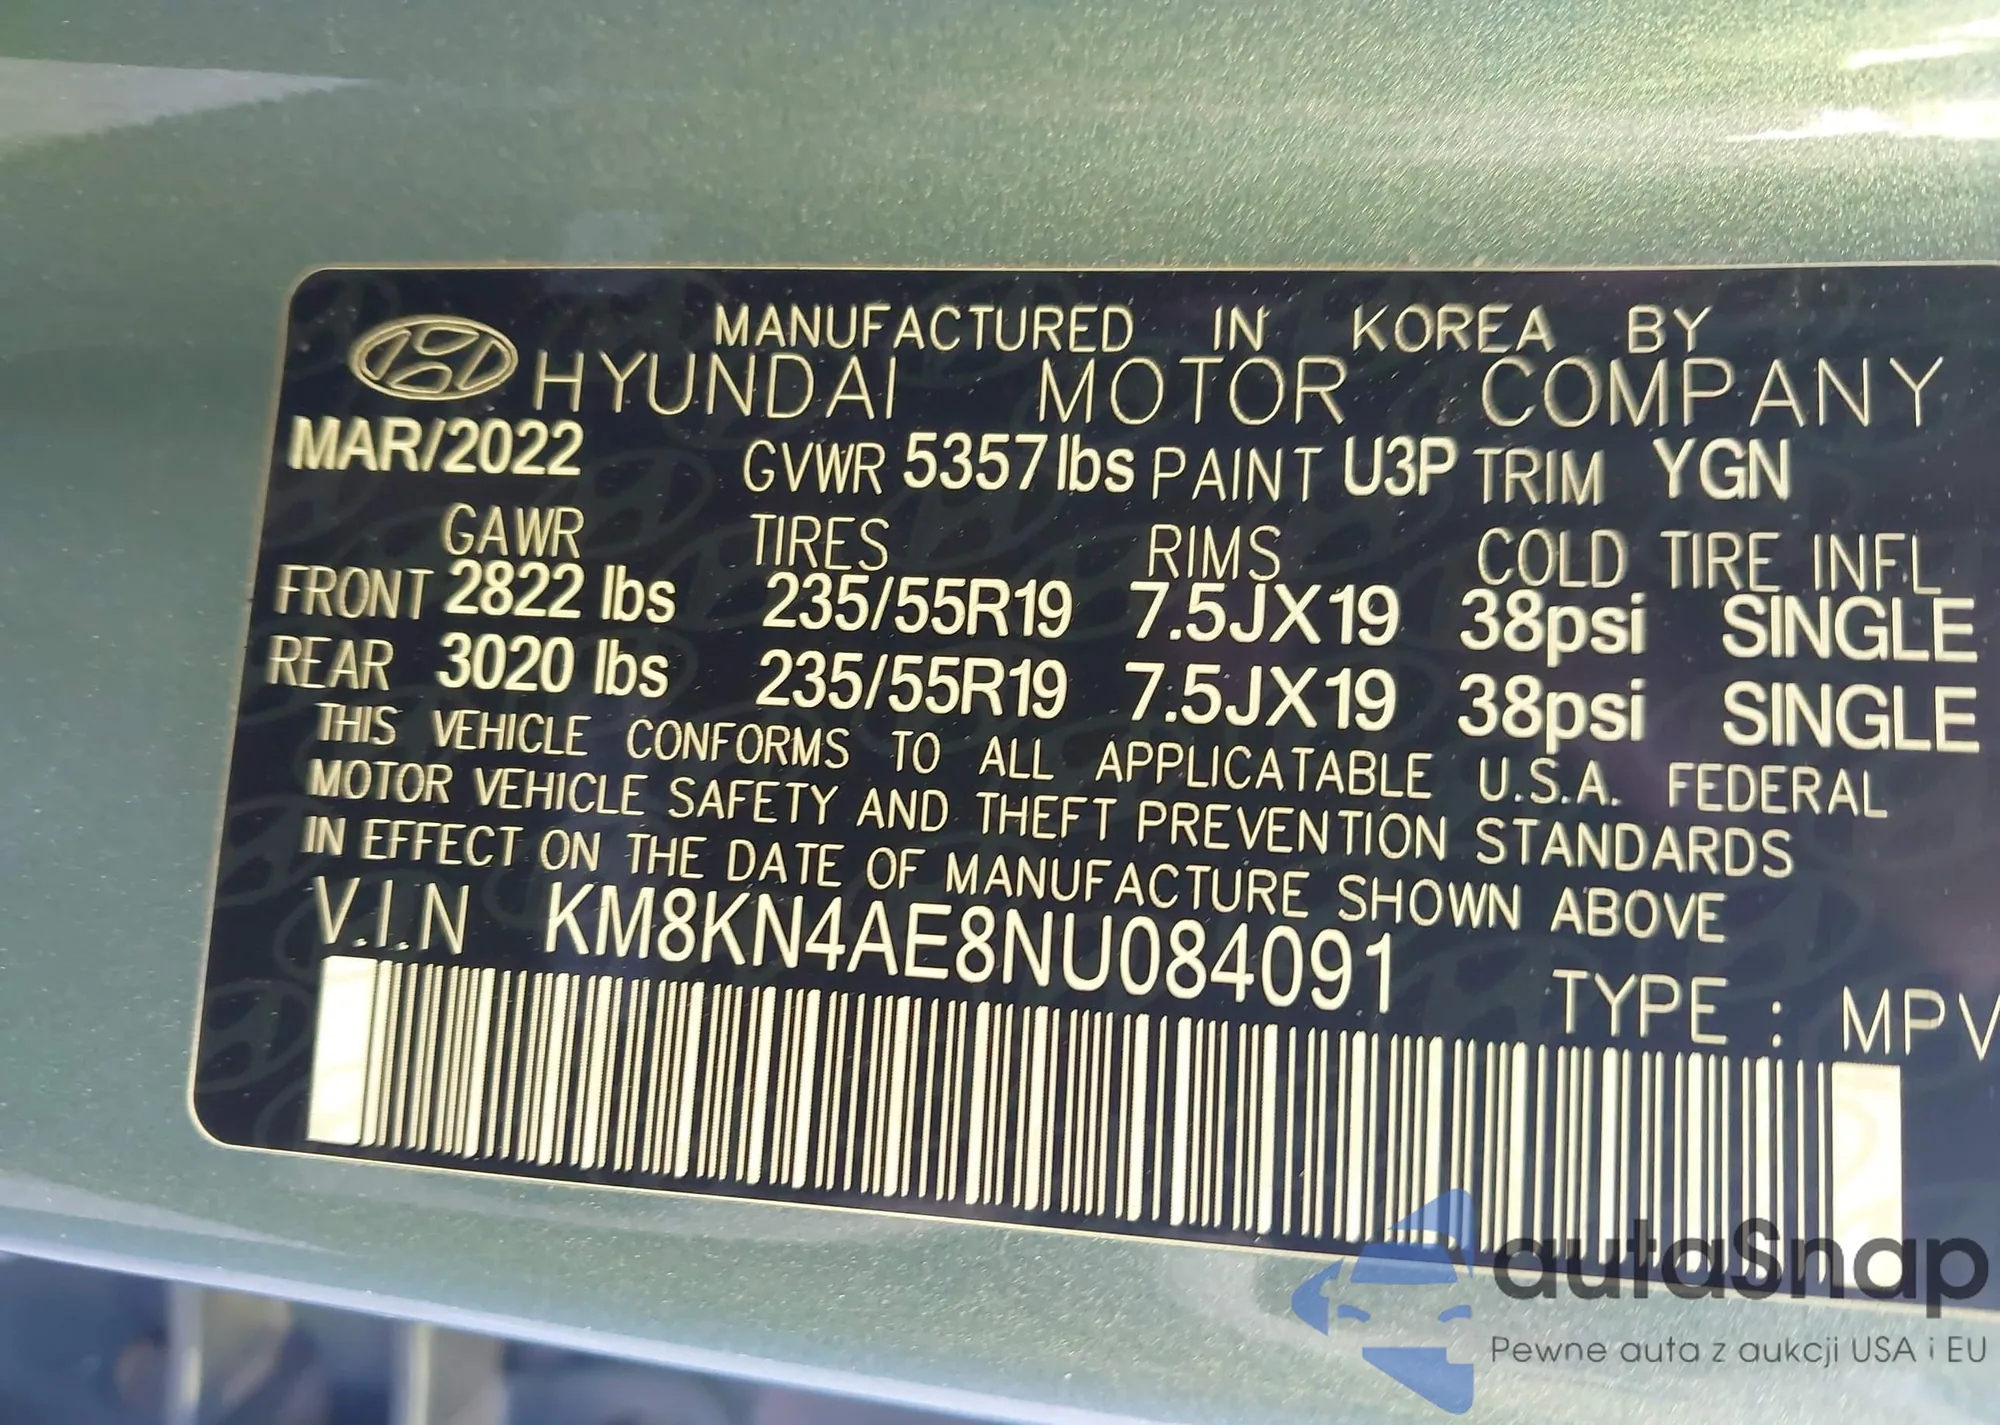 MANUFACTURED IN KOREA BY
HYUNDAI MOTOR COMPANY
MAR/2022 GVWR 5357 lbs PAINT U3P TRIM YGN
GAWR TIRES RIMS COLD TIRE INFL
FRONT 2822 lbs 235/55R19 7.5JX19 38psi SINGLE
REAR 3020 lbs 235/55R19 7.5JX19 38psi SINGLE
THIS VEHICLE CONFORMS TO ALL APPLICATABLE U.S.A. FEDERAL
MOTOR VEHICLE SAFETY AND THEFT PREVENTION STANDARDS
IN EFFECT ON THE DATE OF MANUFACTURE SHOWN ABOVE
V.I.N KM8KN4AE8NU084091
TYPE : MPV
autaSnap
Pewne auta z aukcji USA i EU